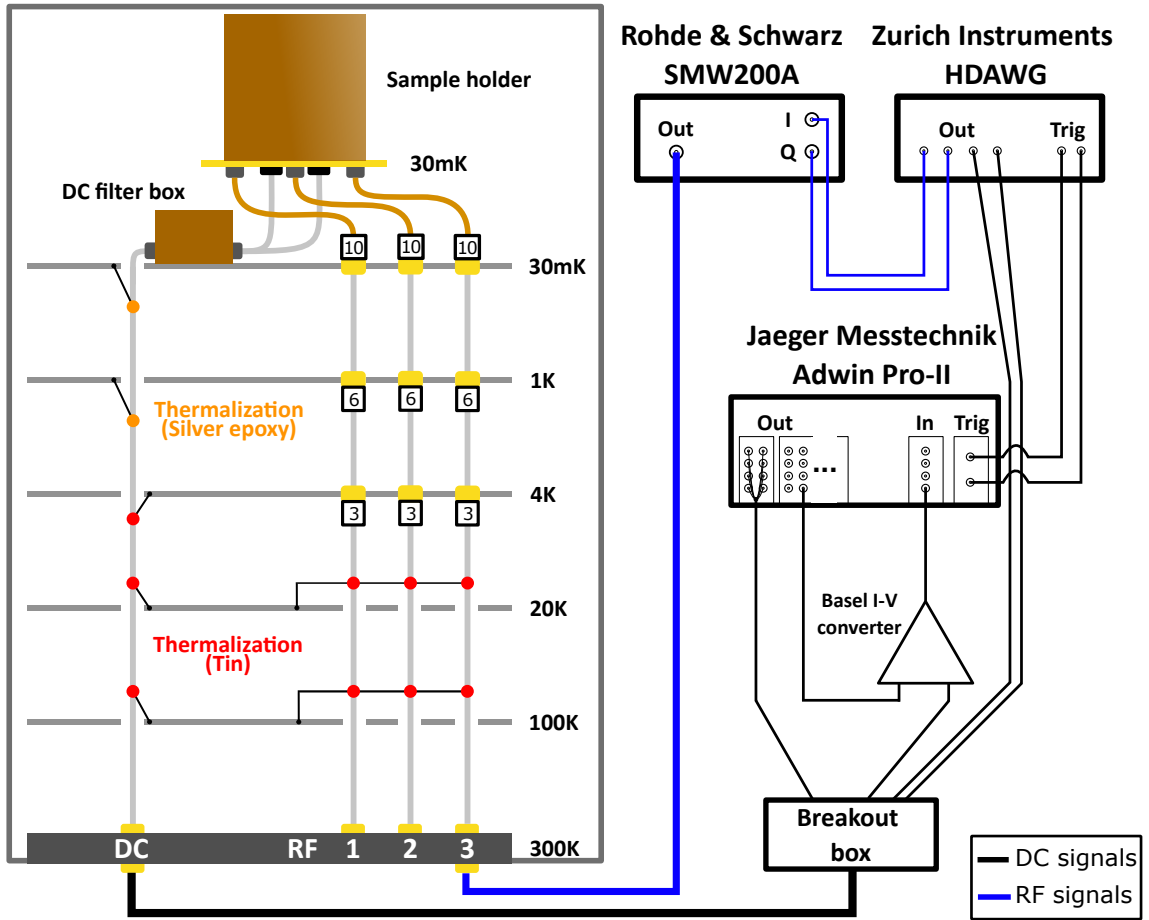 Sample holder
30mK
DC filter box
10
10
10
30mK
6
6
6
1K
Thermalization
(Silver epoxy)
3
3
3
4K
20K
Thermalization
(Tin)
100K
DC
RF
1
2
3
300K
Rohde & Schwarz
SMW200A
Out
I
Q
Zurich Instruments
HDAWG
Out
Trig
Jaeger Messtechnik
Adwin Pro-II
Out
...
In
Trig
Basel I-V
converter
Breakout
box
DC signals
RF signals